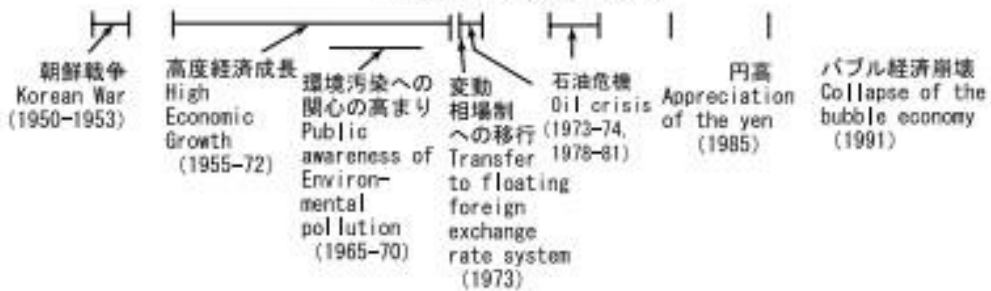 朝鮮戦争
Korean War
(1950-1953)
高度経済成長
High
Economic
Growth
(1955-72)
環境汚染への
関心の高まり
Public
awareness of
Environ-
mental
pollution
(1965-70)
変動
相場制
への移行
Transfer
to floating
foreign
exchange
rate system
(1973)
石油危機
Oil crisis
(1973-74,
1978-81)
円高
Appreciation
of the yen
(1985)
バブル経済崩壊
Collapse of the
bubble economy
(1991)